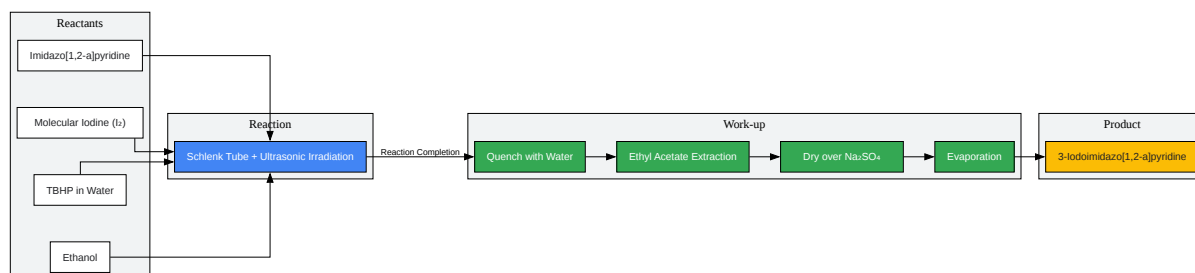 Reactants
Imidazo[1,2-a]pyridine
Molecular Iodine (I₂)
TBHP in Water
Ethanol
Reaction
Schlenk Tube + Ultrasonic Irradiation
Reaction Completion
Work-up
Quench with Water
Ethyl Acetate Extraction
Dry over Na₂SO₄
Evaporation
Product
3-Iodoimidazo[1,2-a]pyridine